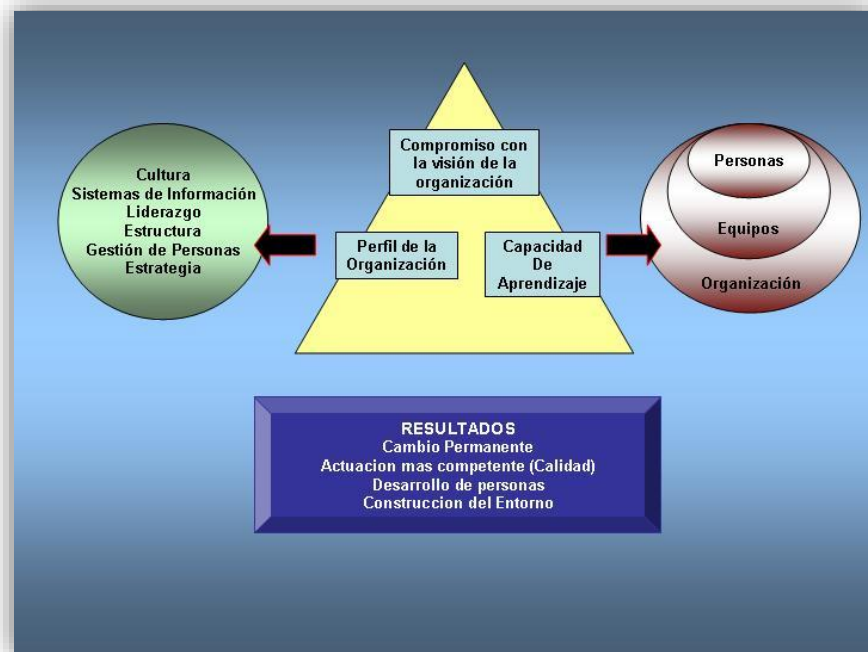 Compromiso con
la visión de la
organización
Cultura
Sistemas de Información
Liderazgo
Estructura
Gestión de Personas
Estrategia
Perfil de la
Organización
Capacidad
De
Aprendizaje
Personas
Equipos
Organización
RESULTADOS
Cambio Permanente
Actuacion mas competente (Calidad)
Desarrollo de personas
Construccion del Entorno